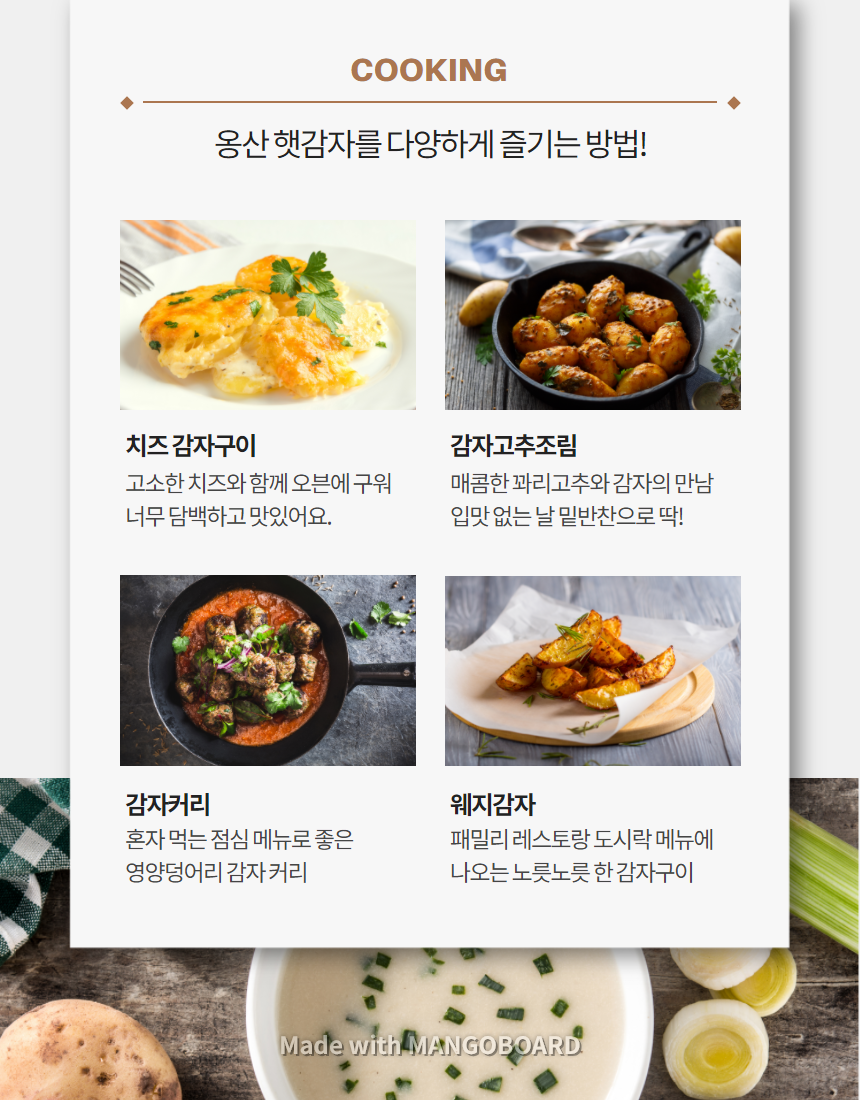 COOKING
옹산 햇감자를 다양하게 즐기는 방법!
치즈 감자구이
고소한 치즈와 함께 오븐에 구워
너무 담백하고 맛있어요.
감자고추조림
매콤한 꽈리고추와 감자의 만남
입맛 없는 날 밑반찬으로 딱!
감자커리
혼자 먹는 점심 메뉴로 좋은
영양덩어리 감자 커리
웨지감자
패밀리 레스토랑 도시락 메뉴에
나오는 노릇노릇 한 감자구이
Made with MANGOBOARD